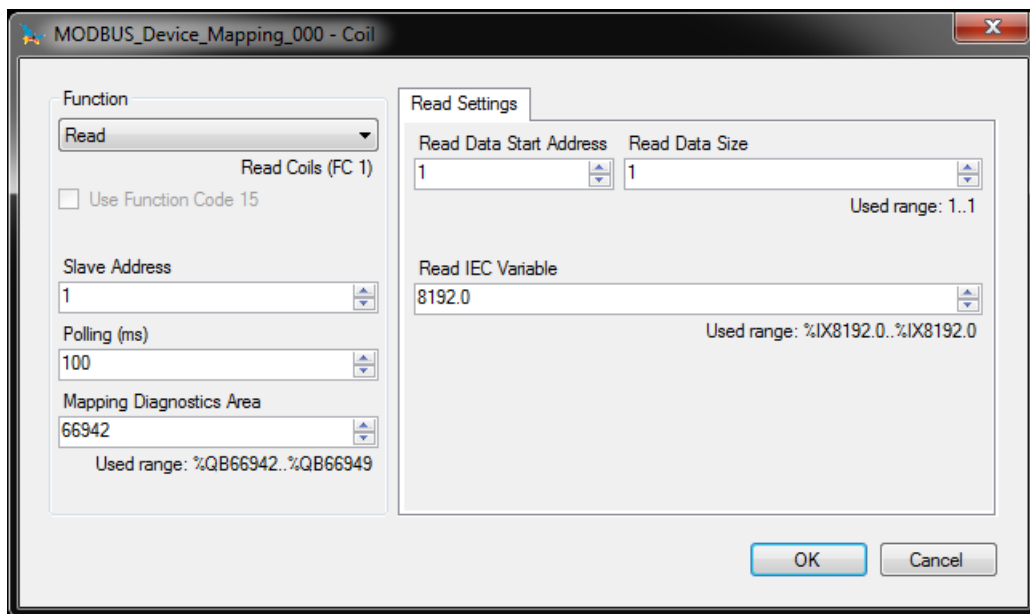 MODBUS_Device_Mapping_000 - Coil
Function
Read
Read Coils (FC 1)
Use Function Code 15
Slave Address
1
Polling (ms)
100
Mapping Diagnostics Area
66942
Used range: %QB66942..%QB66949
Read Settings
Read Data Start Address Read Data Size
1 1
Used range: 1..1
Read IEC Variable
8192.0
Used range: %IX8192.0..%IX8192.0
OK Cancel